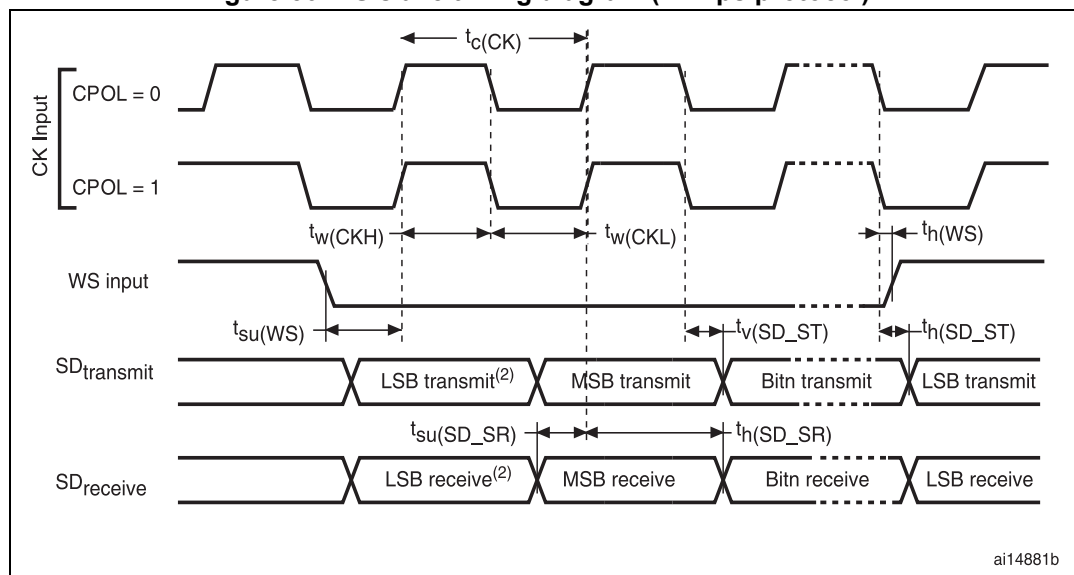 tc(CK)
CK Input
CPOL = 0
CPOL = 1
tw(CKH)
tw(CKL)
th(WS)
WS input
tsu(WS)
tv(SD_ST)
th(SD_ST)
SDtransmit
LSB transmit(2)
MSB transmit
Bitn transmit
LSB transmit
tsu(SD_SR)
th(SD_SR)
SDreceive
LSB receive(2)
MSB receive
Bitn receive
LSB receive
ai14881b